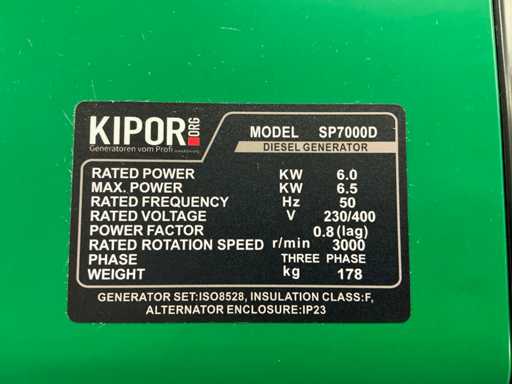 KIPOR.ORG
Generatoren vom Profi
MODEL SP7000D
DIESEL GENERATOR
RATED POWER KW 6.0
MAX. POWER KW 6.5
RATED FREQUENCY Hz 50
RATED VOLTAGE V 230/400
POWER FACTOR 0.8(lag)
RATED ROTATION SPEED r/min 3000
PHASE THREE PHASE
WEIGHT kg 178
GENERATOR SET:ISO8528, INSULATION CLASS:F,
ALTERNATOR ENCLOSURE:IP23